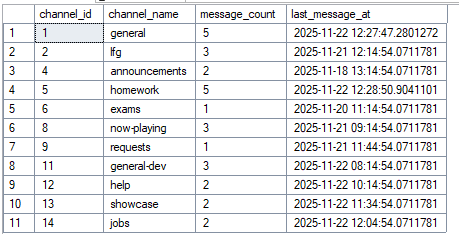 channel_id channel_name message_count last_message_at
1 1 general 5 2025-11-22 12:27:47.2801272
2 2 lfg 3 2025-11-21 12:14:54.0711781
3 4 announcements 2 2025-11-18 13:14:54.0711781
4 5 homework 5 2025-11-22 12:28:50.9041101
5 6 exams 1 2025-11-20 11:14:54.0711781
6 8 now-playing 3 2025-11-21 09:14:54.0711781
7 9 requests 1 2025-11-21 11:44:54.0711781
8 11 general-dev 3 2025-11-22 08:14:54.0711781
9 12 help 2 2025-11-22 10:14:54.0711781
10 13 showcase 2 2025-11-22 11:34:54.0711781
11 14 jobs 2 2025-11-22 12:04:54.0711781